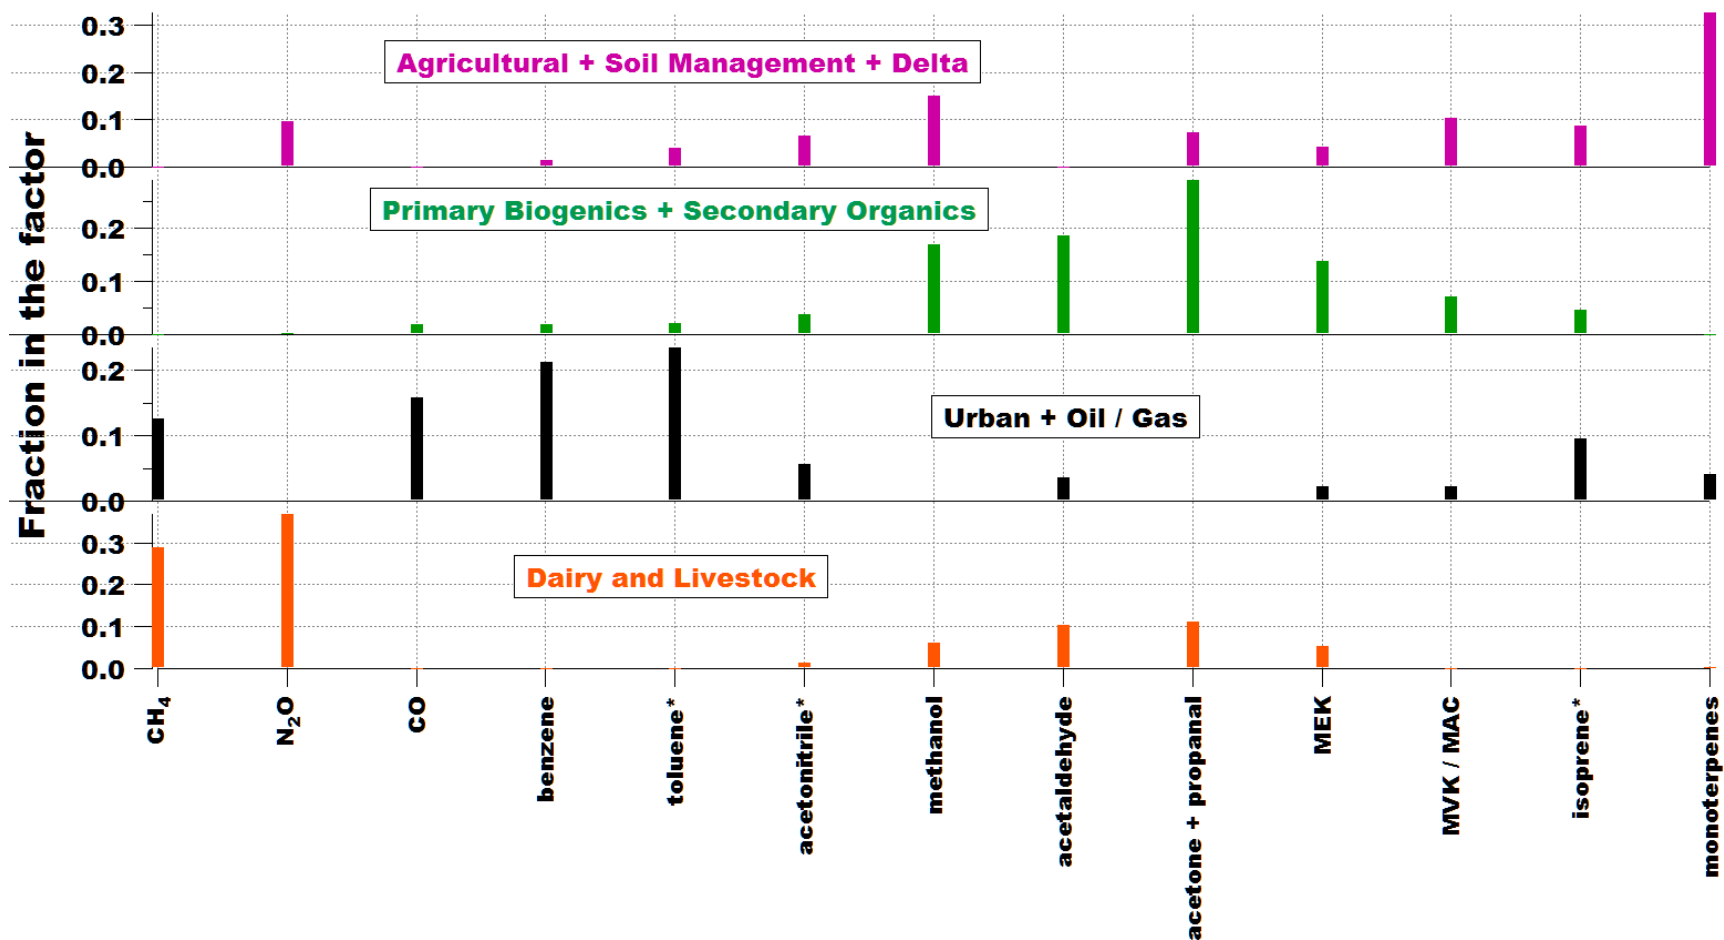 Fraction in the factor
0.3
0.2
0.1
0.0
Agricultural + Soil Management + Delta
0.2
0.1
0.0
Primary Biogenics + Secondary Organics
0.2
0.1
0.0
Urban + Oil / Gas
0.3
0.2
0.1
0.0
Dairy and Livestock
CH₄
N₂O
CO
benzene
toluene*
acetonitrile*
methanol
acetaldehyde
acetone + propanal
MEK
MVK / MAC
isoprene*
monoterpenes